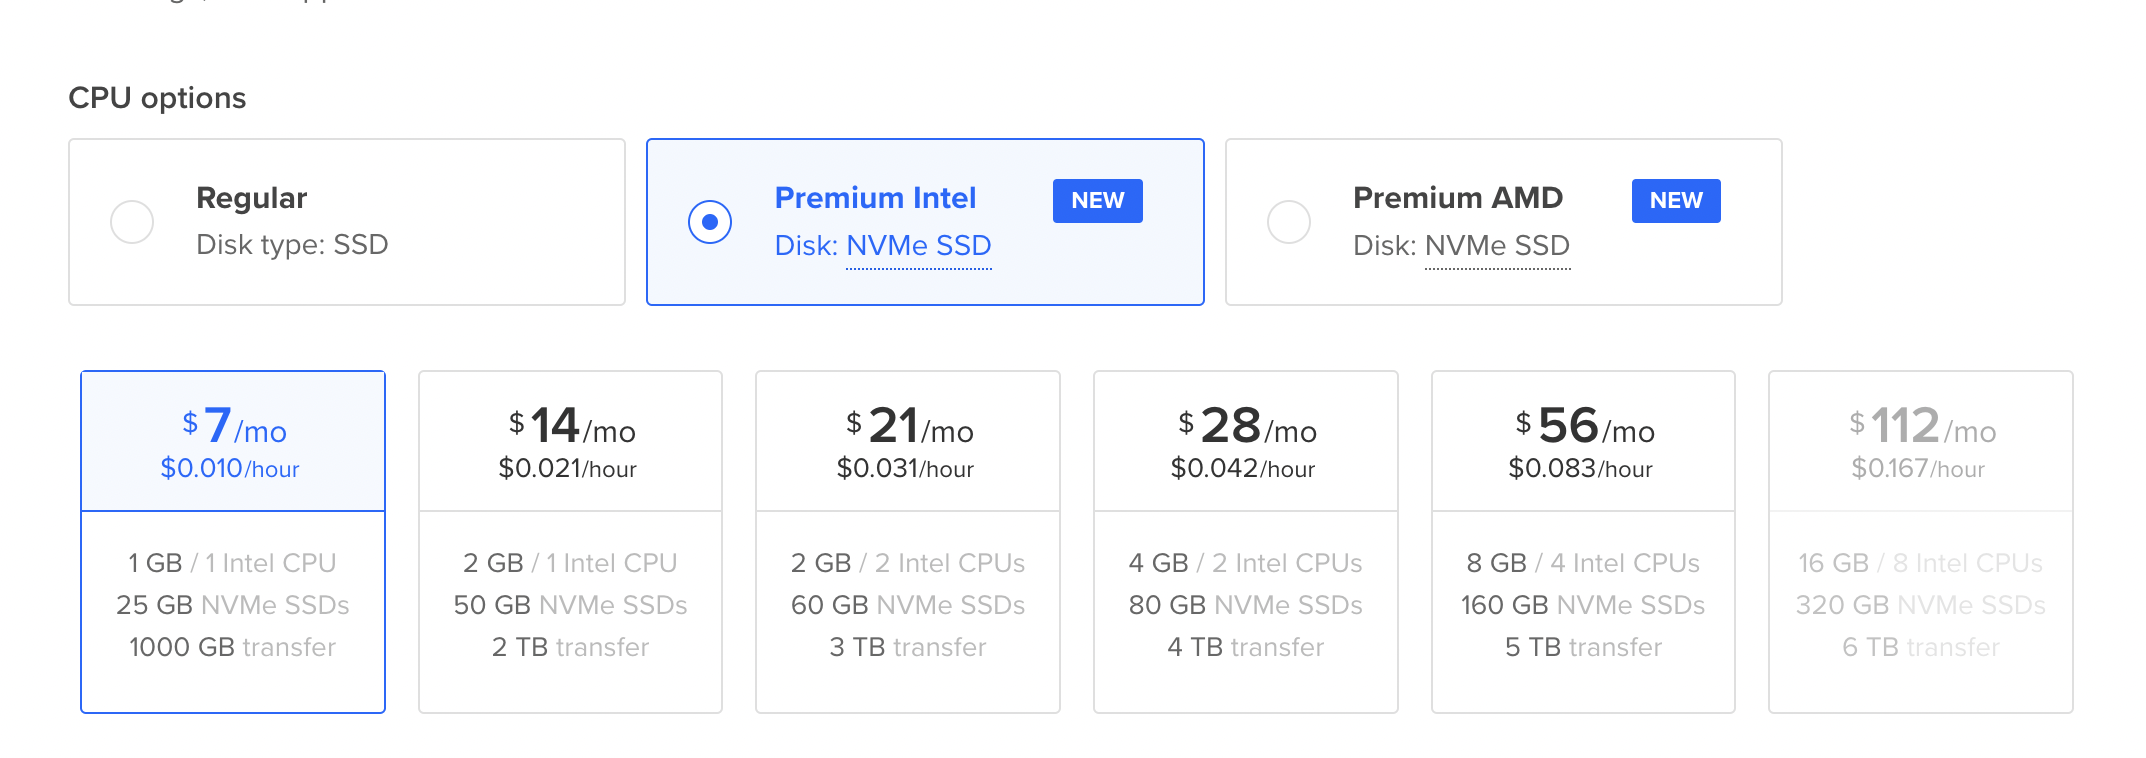 CPU options
Regular
Disk type: SSD
Premium Intel NEW
Disk: NVMe SSD
Premium AMD NEW
Disk: NVMe SSD
$7/mo
$0.010/hour
1 GB / 1 Intel CPU
25 GB NVMe SSDs
1000 GB transfer
$14/mo
$0.021/hour
2 GB / 1 Intel CPU
50 GB NVMe SSDs
2 TB transfer
$21/mo
$0.031/hour
2 GB / 2 Intel CPUs
60 GB NVMe SSDs
3 TB transfer
$28/mo
$0.042/hour
4 GB / 2 Intel CPUs
80 GB NVMe SSDs
4 TB transfer
$56/mo
$0.083/hour
8 GB / 4 Intel CPUs
160 GB NVMe SSDs
5 TB transfer
$112/mo
$0.167/hour
16 GB / 8 Intel CPUs
320 GB NVMe SSDs
6 TB transfer